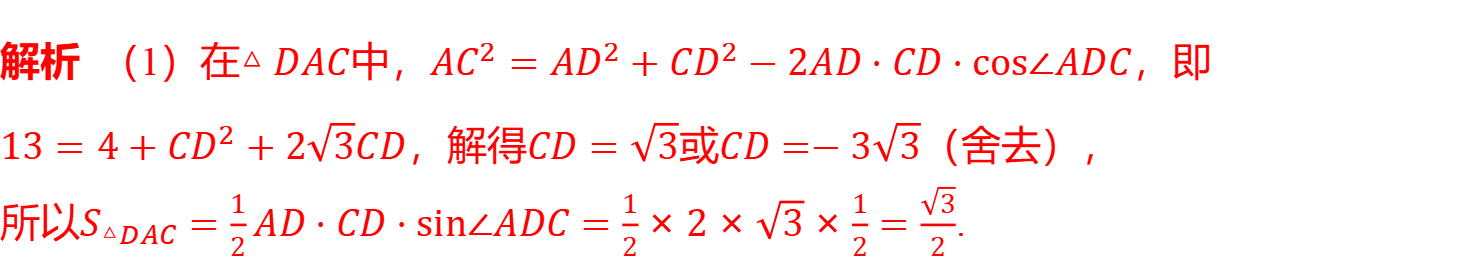 解析 （1）在△DAC中，AC² = AD² + CD² − 2AD · CD · cos∠ADC，即
13 = 4 + CD² + 2√3CD，解得CD = √3或CD =− 3√3（舍去）,
所以S△DAC = 1/2 AD · CD · sin∠ADC = 1/2 × 2 × √3 × 1/2 = √3/2.